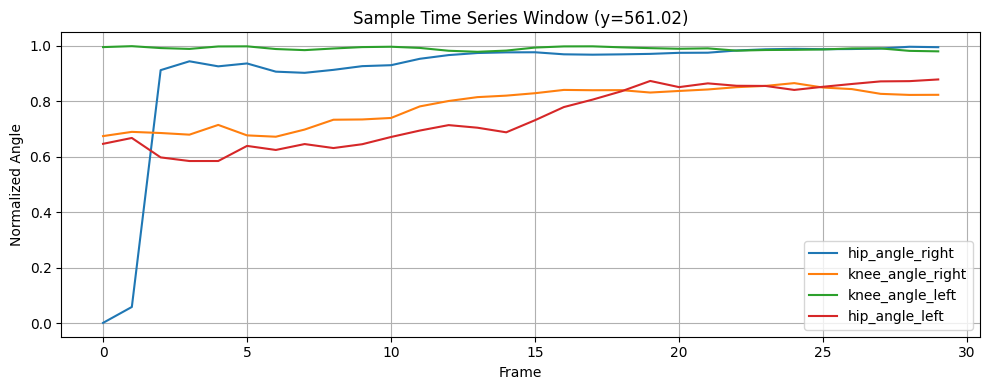 Sample Time Series Window (y=561.02)
Normalized Angle
1.0
0.8
0.6
0.4
0.2
0.0
hip_angle_right
knee_angle_right
knee_angle_left
hip_angle_left
0 5 10 15 20 25 30
Frame